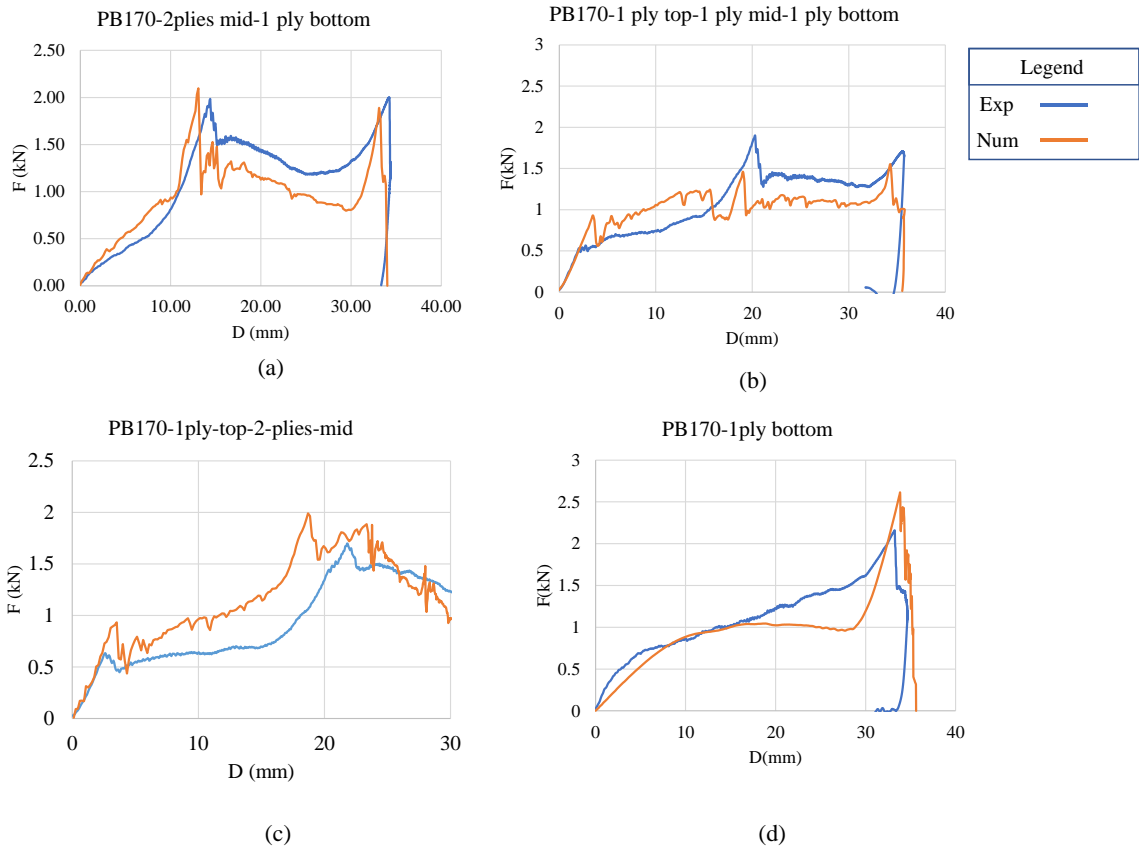 PB170-2plies mid-1 ply bottom
2.50
2.00
1.50
1.00
0.50
0.00
F (kN)
0.00 10.00 20.00 30.00 40.00
D (mm)
(a)
PB170-1 ply top-1 ply mid-1 ply bottom
3
2.5
2
1.5
1
0.5
0
F(kN)
0 10 20 30 40
D(mm)
(b)
Legend
Exp
Num
PB170-1ply-top-2-plies-mid
2.5
2
1.5
1
0.5
0
F (kN)
0 10 20 30
D (mm)
(c)
PB170-1ply bottom
3
2.5
2
1.5
1
0.5
0
F(kN)
0 10 20 30 40
D(mm)
(d)